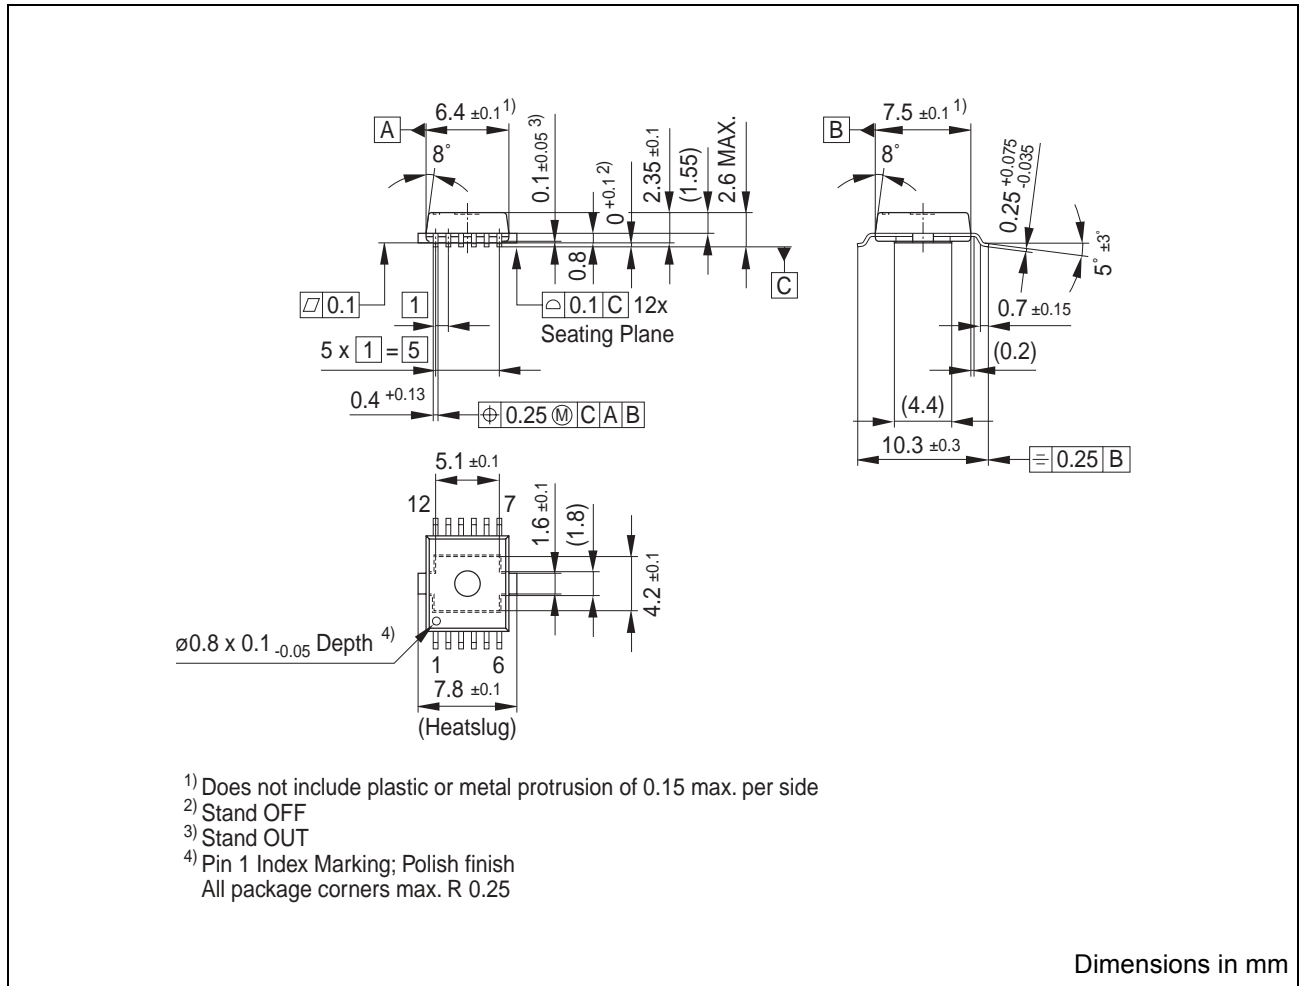 6.4 ±0.1 1)
A
8°
0.1±0.05 3)
0 +0.1 2)
2.35 ±0.1
(1.55)
2.6 MAX.
0.8
C
⏥ 0.1
1
⌓ 0.1 C 12x
Seating Plane
5 x 1 = 5
0.4 +0.13
⌖ 0.25 Ⓜ C A B
7.5 ±0.1 1)
B
8°
0.25 +0.075 -0.035
5° ±3°
0.7 ±0.15
(0.2)
(4.4)
10.3 ±0.3
⌯ 0.25 B
5.1 ±0.1
12
7
1.6 ±0.1
(1.8)
4.2 ±0.1
ø0.8 x 0.1 -0.05 Depth 4)
1
6
7.8 ±0.1
(Heatslug)
1) Does not include plastic or metal protrusion of 0.15 max. per side
2) Stand OFF
3) Stand OUT
4) Pin 1 Index Marking; Polish finish
All package corners max. R 0.25
Dimensions in mm